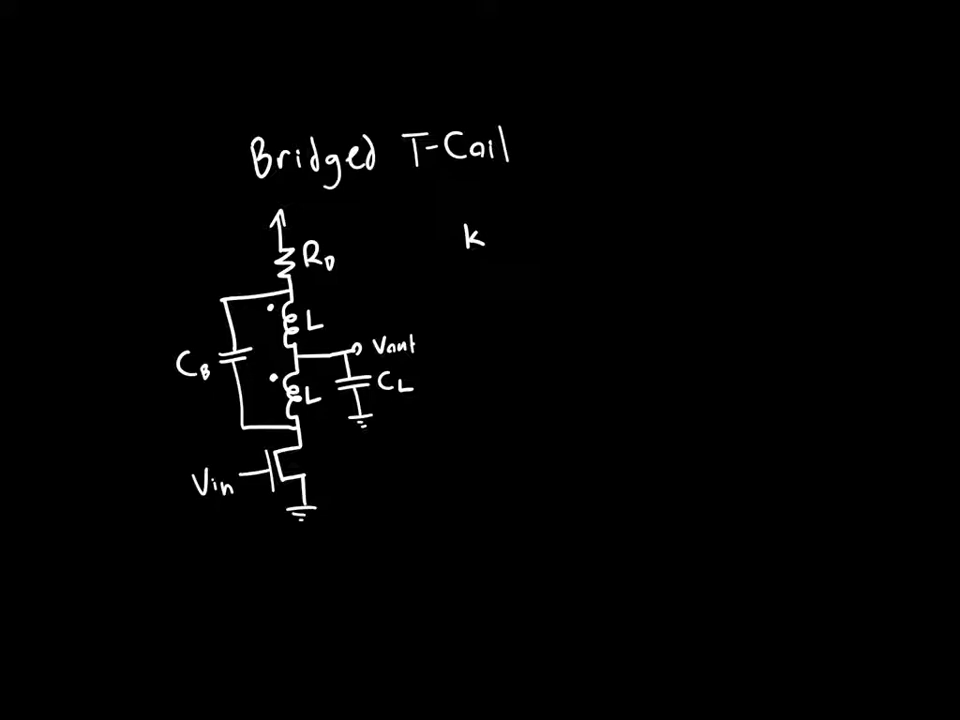 Bridged T-Coil
k
R_D
L
C_B
Vout
C_L
L
Vin